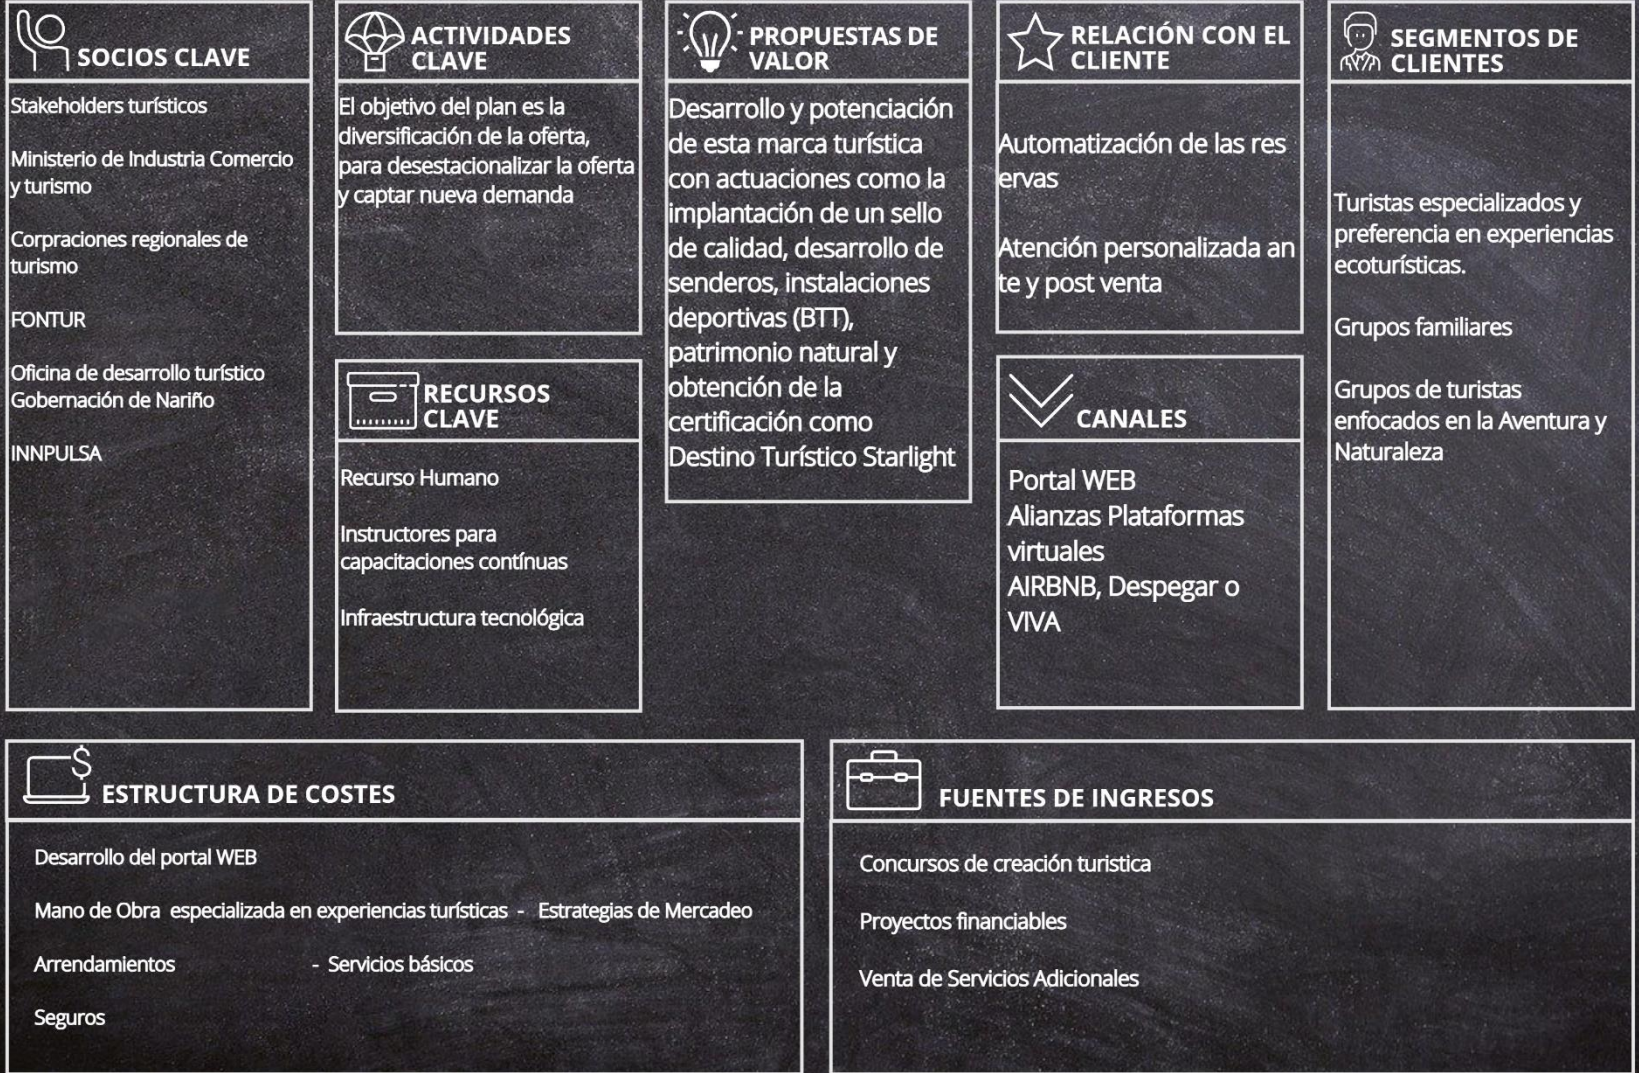 SOCIOS CLAVE
Stakeholders turísticos
Ministerio de Industria Comercio
y turismo
Corpraciones regionales de
turismo
FONTUR
Oficina de desarrollo turístico
Gobernación de Nariño
INNPULSA
ACTIVIDADES
CLAVE
El objetivo del plan es la
diversificación de la oferta,
para desestacionalizar la oferta
y captar nueva demanda
RECURSOS
CLAVE
Recurso Humano
Instructores para
capacitaciones contínuas
Infraestructura tecnológica
PROPUESTAS DE
VALOR
Desarrollo y potenciación
de esta marca turística
con actuaciones como la
implantación de un sello
de calidad, desarrollo de
senderos, instalaciones
deportivas (BTT),
patrimonio natural y
obtención de la
certificación como
Destino Turístico Starlight
RELACIÓN CON EL
CLIENTE
Automatización de las res
ervas
Atención personalizada an
te y post venta
CANALES
Portal WEB
Alianzas Plataformas
virtuales
AIRBNB, Despegar o
VIVA
SEGMENTOS DE
CLIENTES
Turistas especializados y
preferencia en experiencias
ecoturísticas.
Grupos familiares
Grupos de turistas
enfocados en la Aventura y
Naturaleza
ESTRUCTURA DE COSTES
Desarrollo del portal WEB
Mano de Obra  especializada en experiencias turísticas  -   Estrategias de Mercadeo
Arrendamientos                         -  Servicios básicos
Seguros
FUENTES DE INGRESOS
Concursos de creación turistica
Proyectos financiables
Venta de Servicios Adicionales